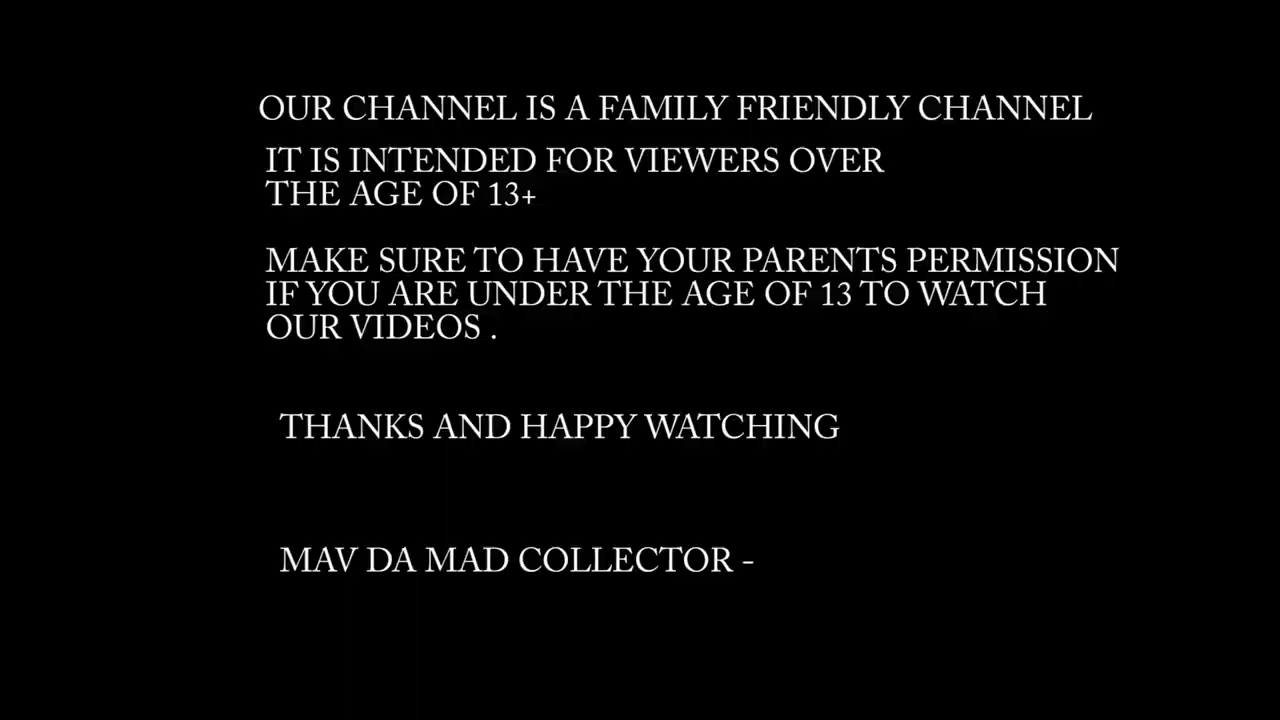 OUR CHANNEL IS A FAMILY FRIENDLY CHANNEL
IT IS INTENDED FOR VIEWERS OVER
THE AGE OF 13+
MAKE SURE TO HAVE YOUR PARENTS PERMISSION
IF YOU ARE UNDER THE AGE OF 13 TO WATCH
OUR VIDEOS .
THANKS AND HAPPY WATCHING
MAV DA MAD COLLECTOR -